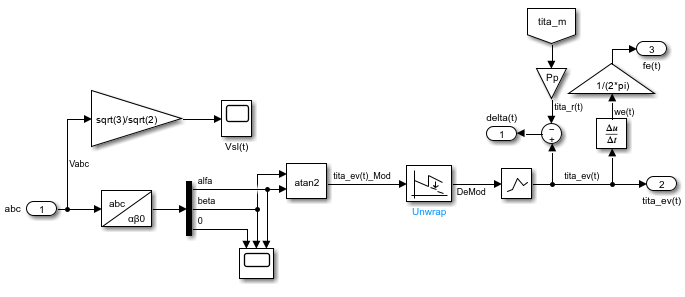 tita_m
3
fe(t)
Pp
1/(2*pi)
sqrt(3)/sqrt(2)
tita_r(t)
we(t)
delta(t)
1
−
+
Δu
Δt
Vsl(t)
Vabc
alfa
atan2
tita_ev(t)_Mod
DeMod
tita_ev(t)
2
tita_ev(t)
abc
1
abc
αβ0
beta
Unwrap
0